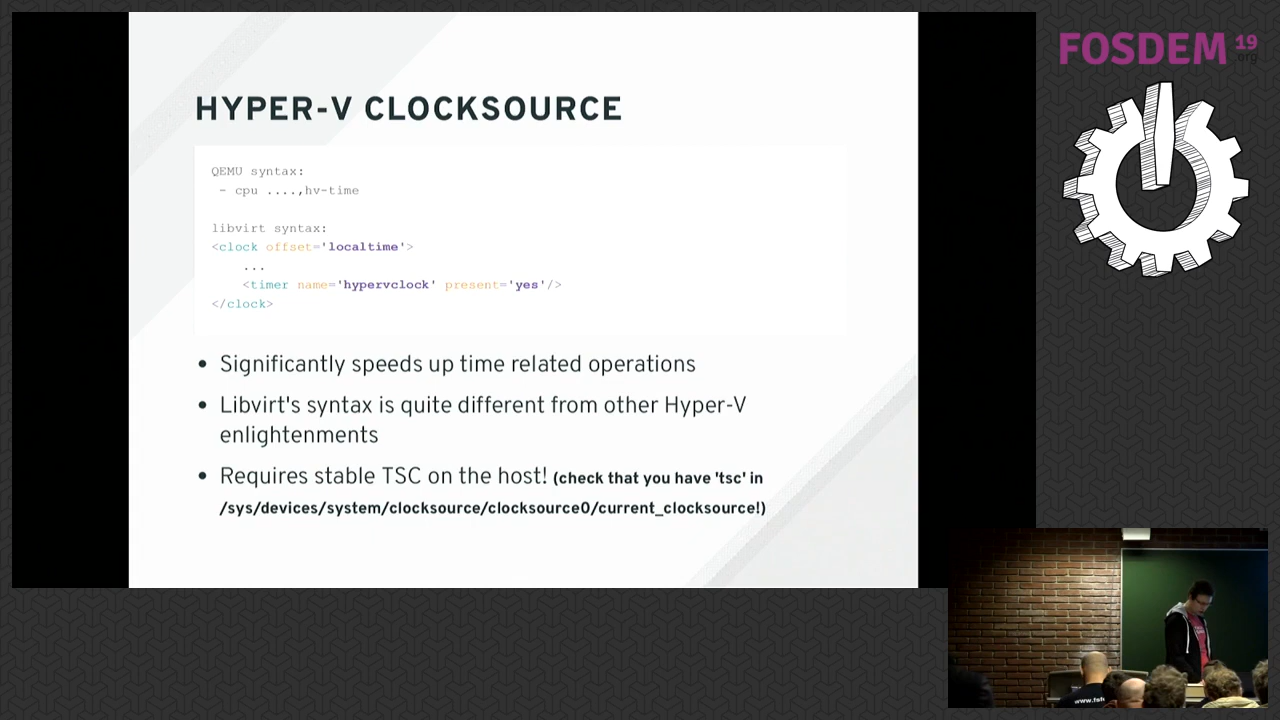 HYPER-V CLOCKSOURCE
QEMU syntax:
- cpu ....,hv-time
libvirt syntax:
<clock offset='localtime'>
...
<timer name='hypervclock' present='yes'/>
</clock>
• Significantly speeds up time related operations
• Libvirt's syntax is quite different from other Hyper-V
enlightenments
• Requires stable TSC on the host! (check that you have 'tsc' in
/sys/devices/system/clocksource/clocksource0/current_clocksource!)
FOSDEM 19
.org